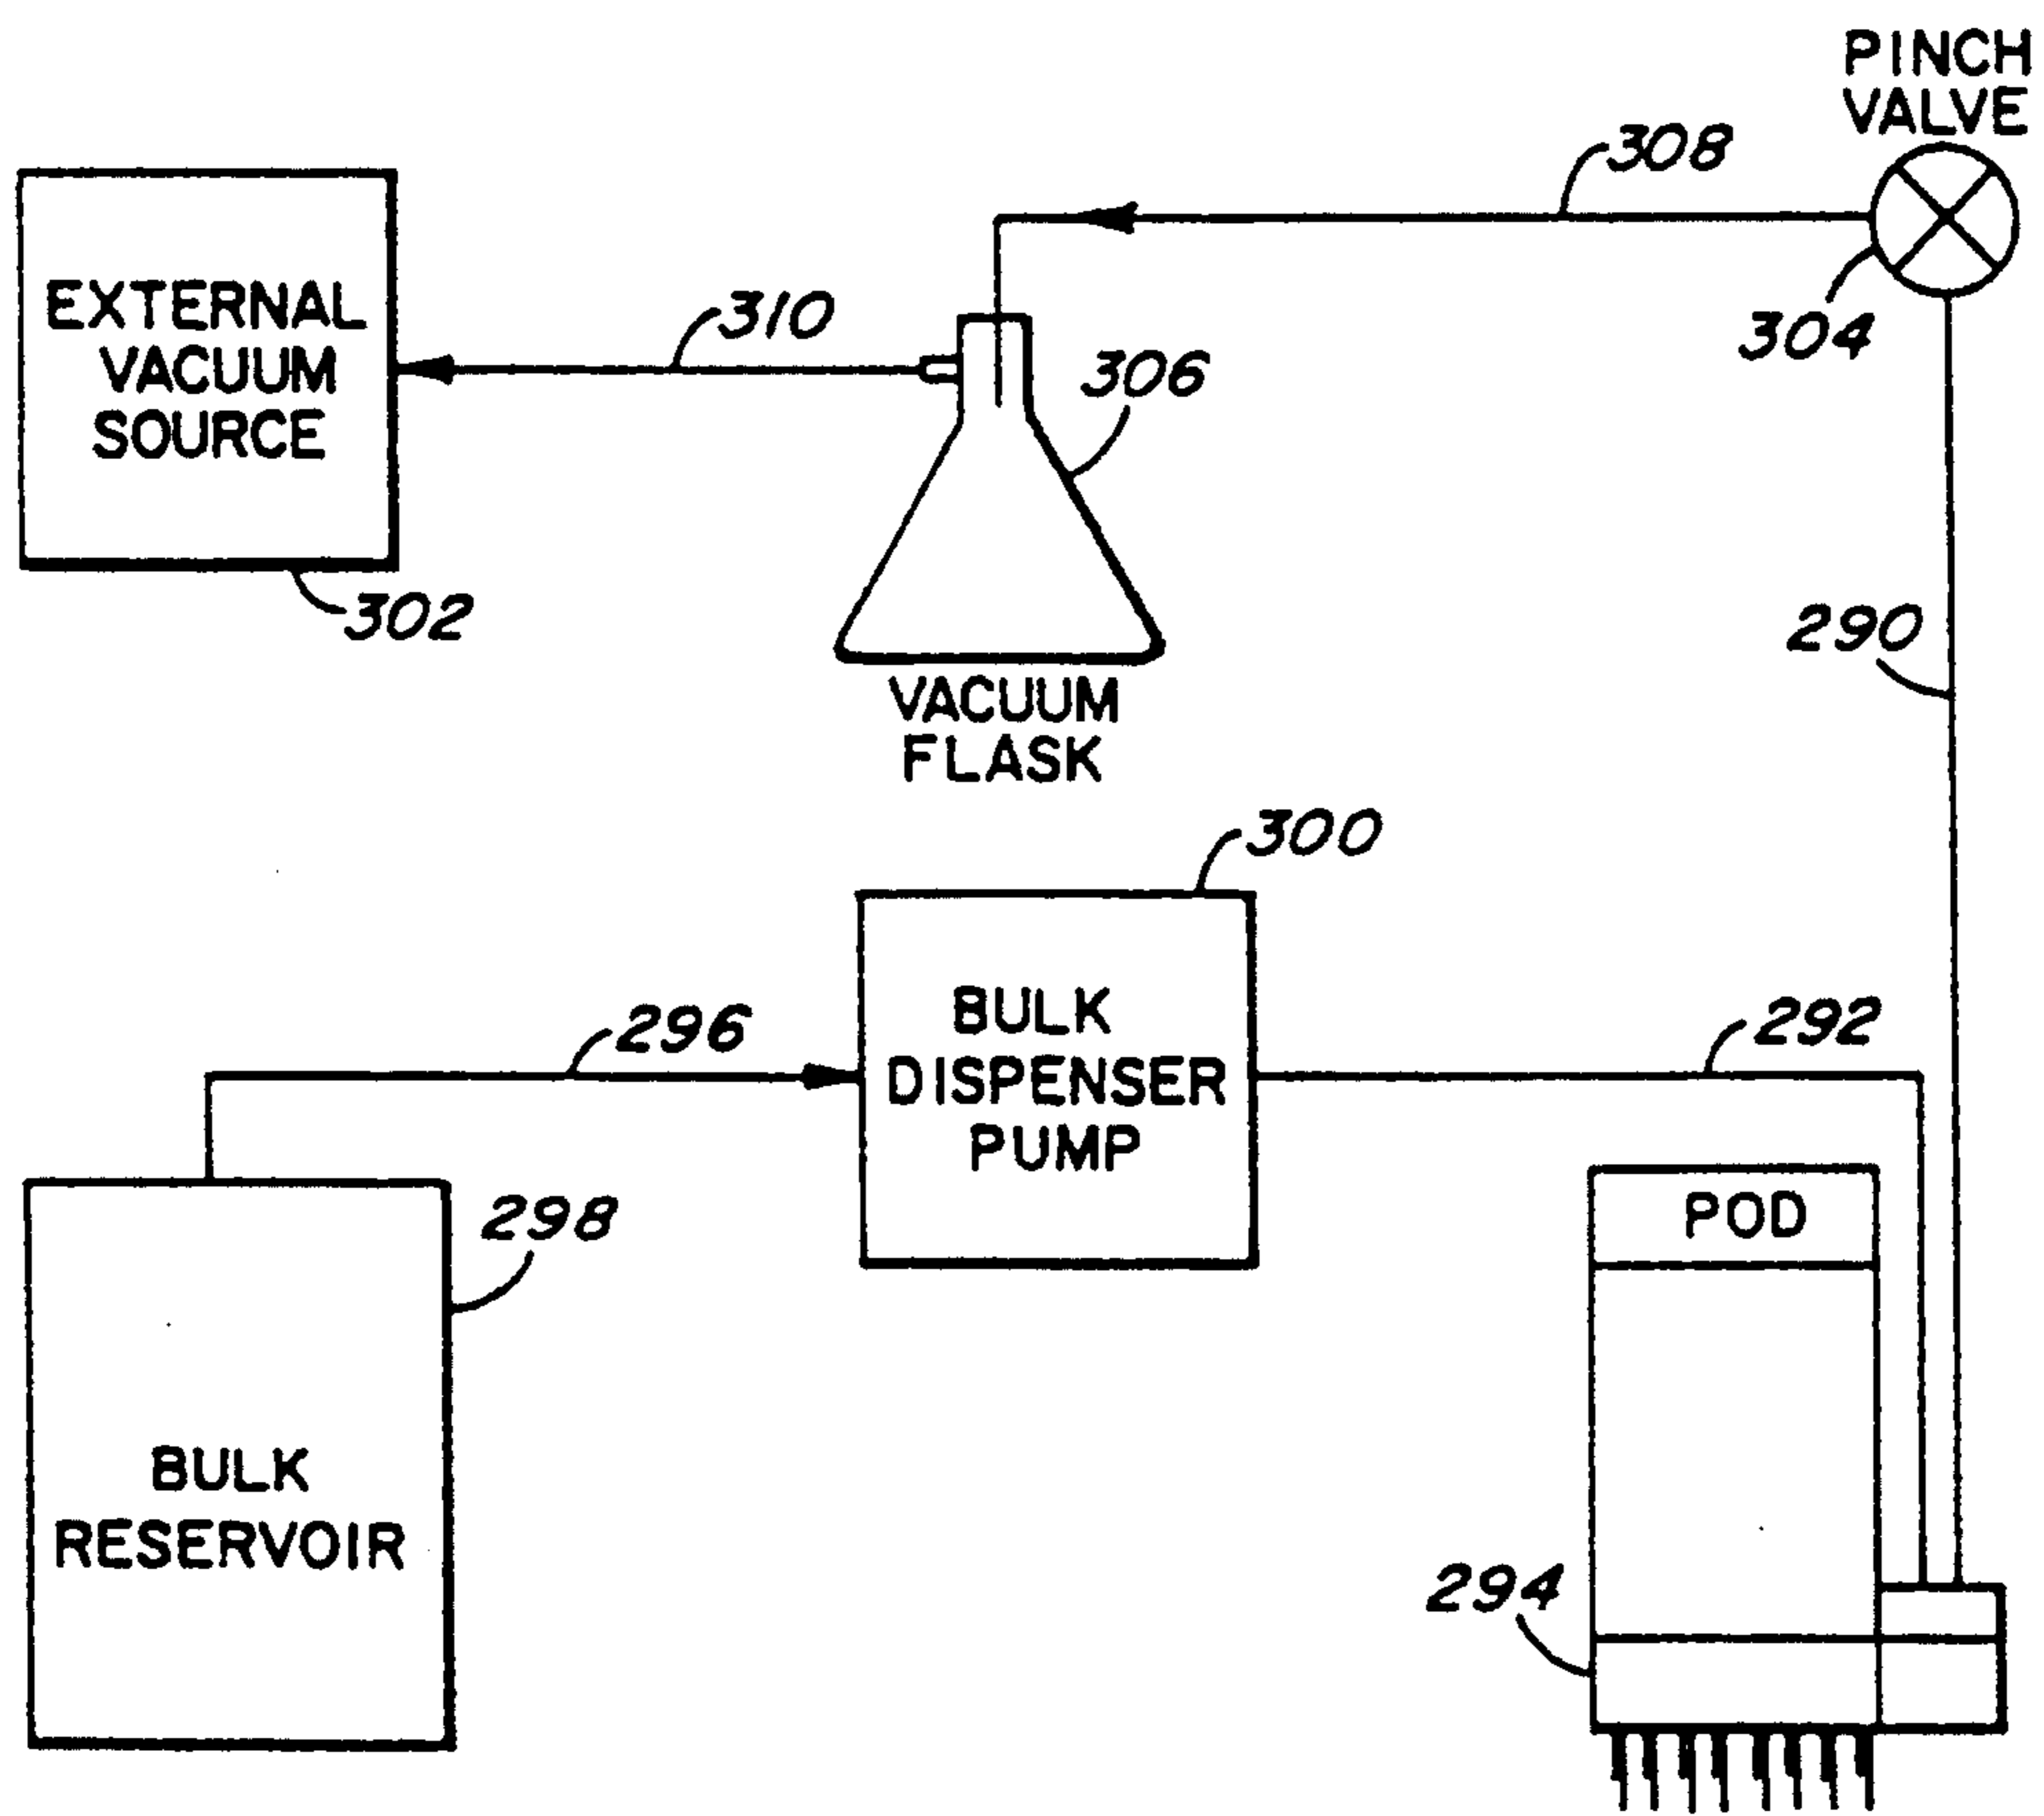 PINCH
VALVE
308
304
EXTERNAL
VACUUM
SOURCE
310
306
302
290
VACUUM
FLASK
300
BULK
DISPENSER
PUMP
296
292
298
POD
BULK
RESERVOIR
294